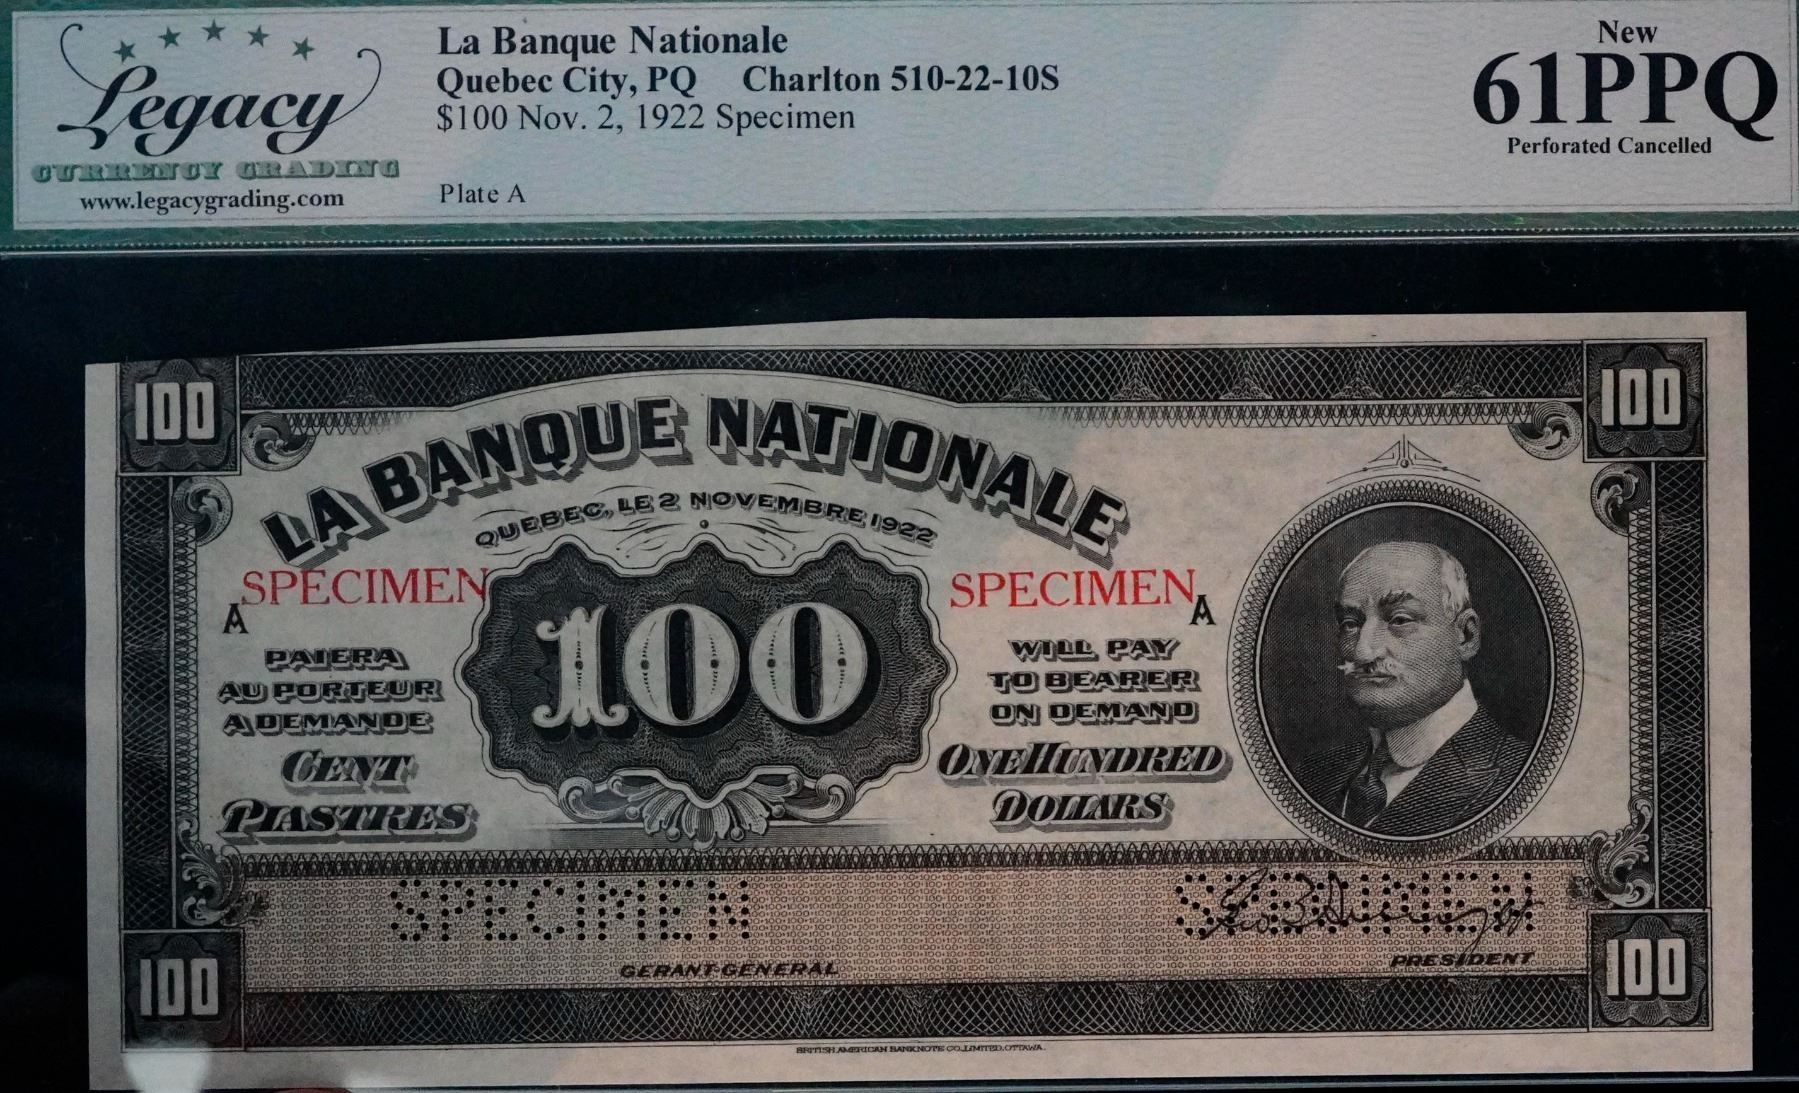 Legacy
CURRENCY GRADING
www.legacygrading.com
La Banque Nationale
Quebec City, PQ Charlton 510-22-10S
$100 Nov. 2, 1922 Specimen
Plate A
New
61PPQ
Perforated Cancelled
100 100
LA BANQUE NATIONALE
QUEBEC, LE 2 NOVEMBRE 1922
SPECIMEN SPECIMEN
A A
PAIERA
AU PORTEUR
A DEMANDE
CENT
PIASTRES
100
WILL PAY
TO BEARER
ON DEMAND
ONE HUNDRED
DOLLARS
SPECIMEN SPECIMEN
GERANT-GENERAL PRESIDENT
100 100
BRITISH AMERICAN BANK NOTE CO. LIMITED, OTTAWA.